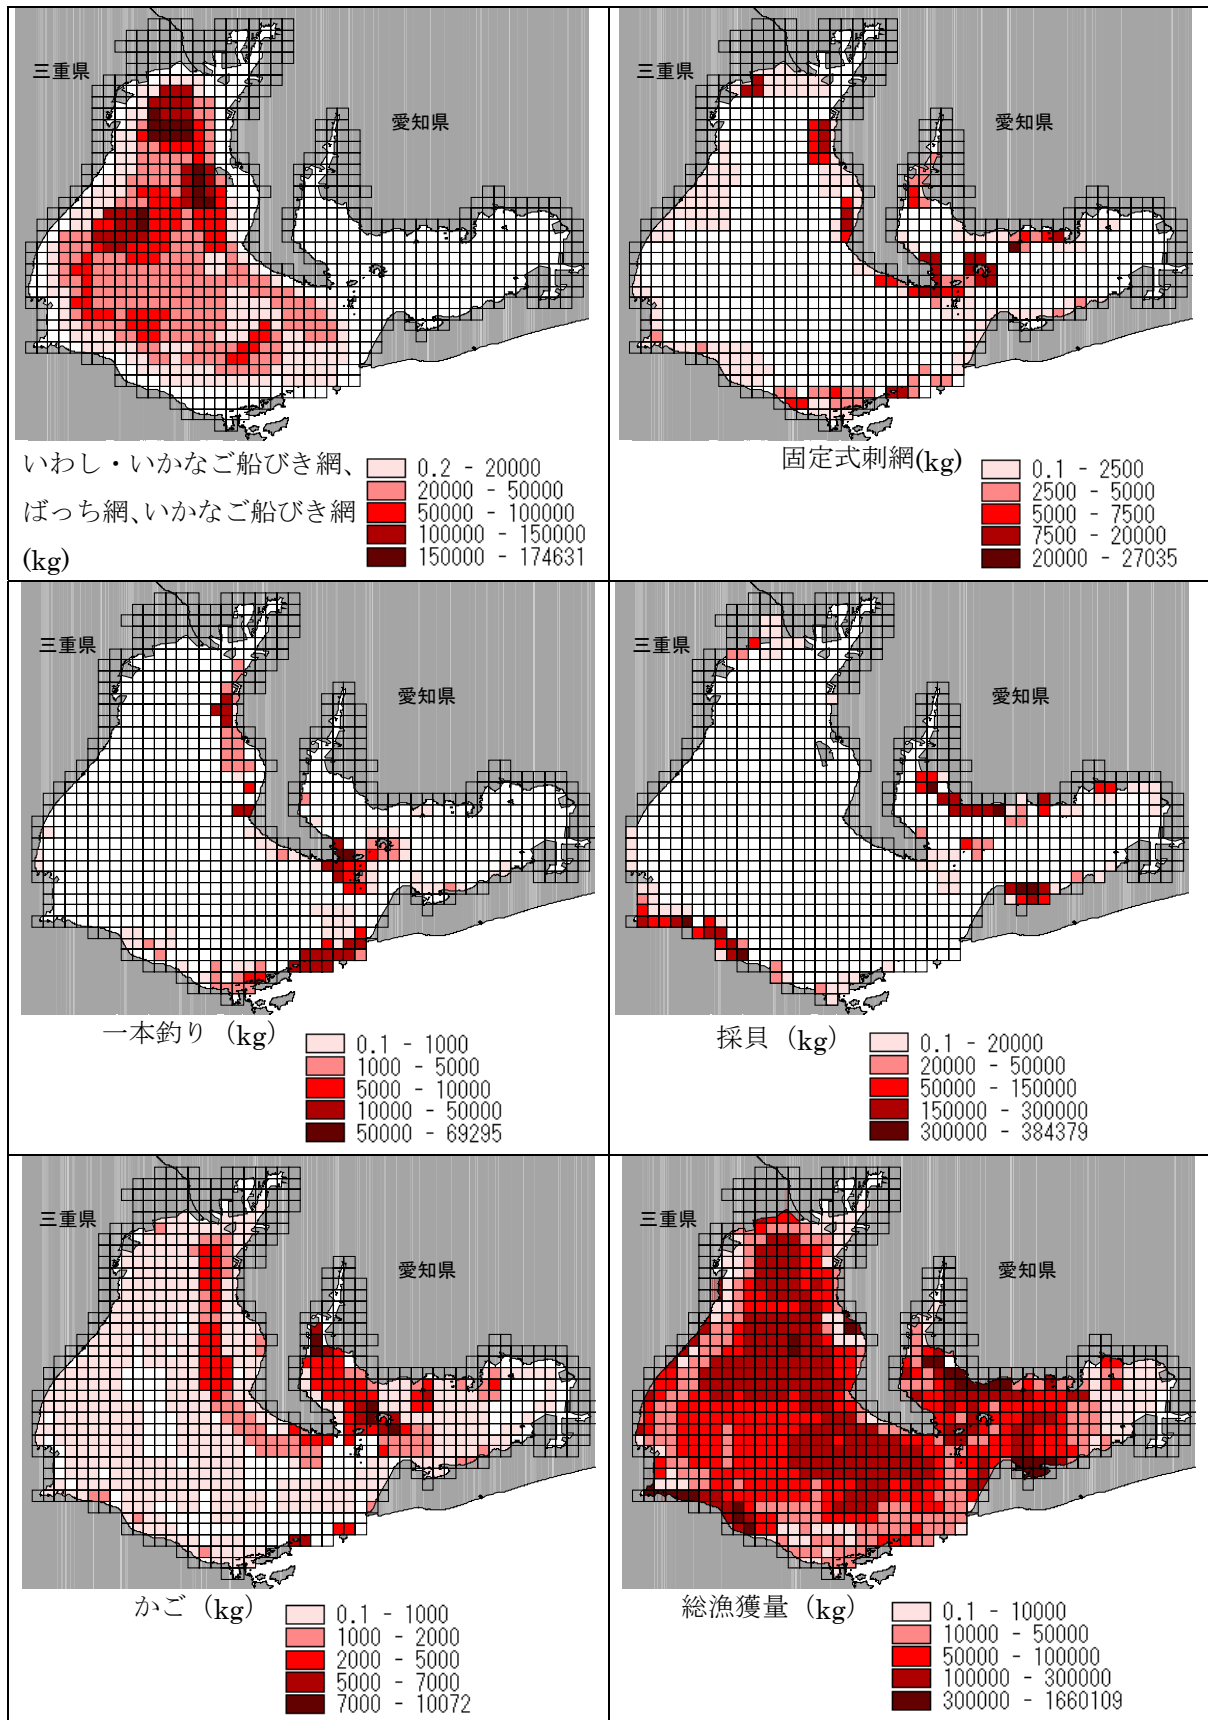 三重県
愛知県
いわし・いかなご船びき網、
ばっち網、いかなご船びき網
(kg)
0.2 - 20000
20000 - 50000
50000 - 100000
100000 - 150000
150000 - 174631
三重県
愛知県
固定式刺網(kg)
0.1 - 2500
2500 - 5000
5000 - 7500
7500 - 20000
20000 - 27035
三重県
愛知県
一本釣り（kg）
0.1 - 1000
1000 - 5000
5000 - 10000
10000 - 50000
50000 - 69295
三重県
愛知県
採貝（kg）
0.1 - 20000
20000 - 50000
50000 - 150000
150000 - 300000
300000 - 384379
三重県
愛知県
かご（kg）
0.1 - 1000
1000 - 2000
2000 - 5000
5000 - 7000
7000 - 10072
三重県
愛知県
総漁獲量（kg）
0.1 - 10000
10000 - 50000
50000 - 100000
100000 - 300000
300000 - 1660109